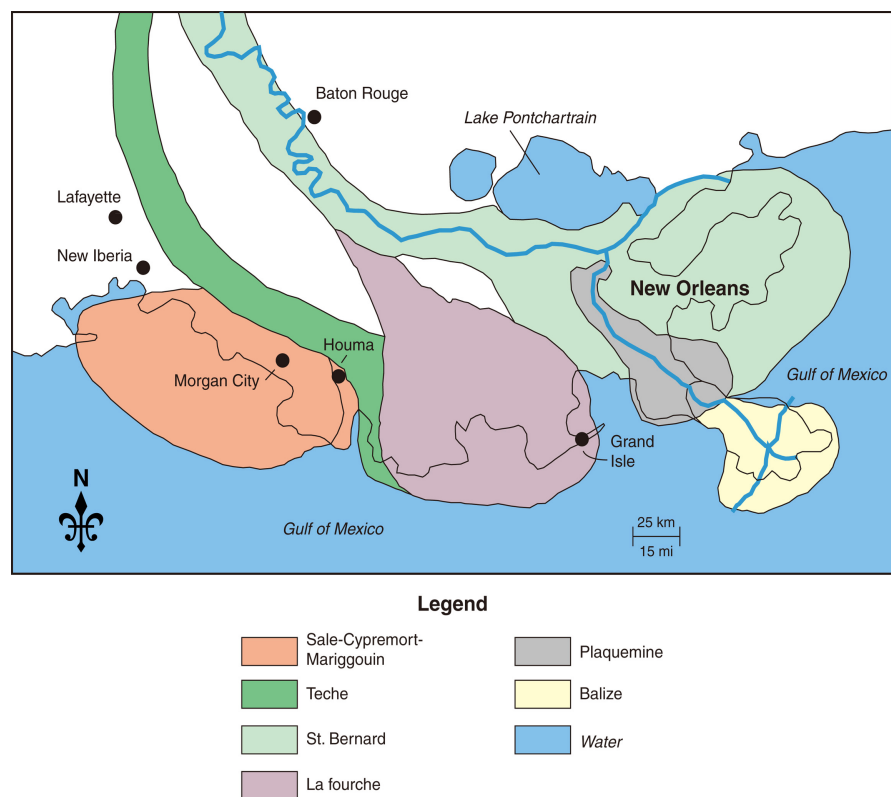 Baton Rouge
Lake Pontchartrain
Lafayette
New Iberia
New Orleans
Houma
Morgan City
Gulf of Mexico
Grand
Isle
N
Gulf of Mexico
25 km
15 mi
Legend
Sale-Cypremort-
Mariggouin
Teche
St. Bernard
La fourche
Plaquemine
Balize
Water